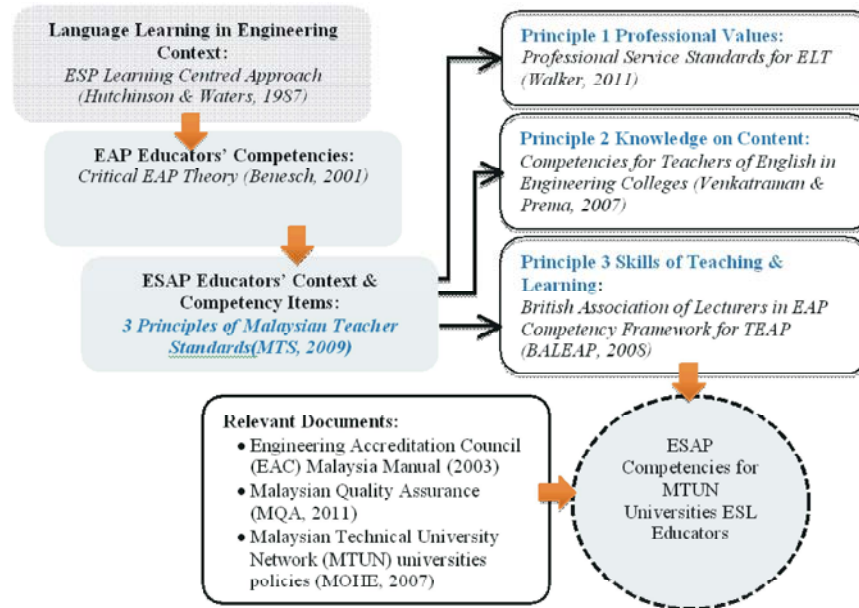 Language Learning in Engineering
Context:
ESP Learning Centred Approach
(Hutchinson & Waters, 1987)
EAP Educators' Competencies:
Critical EAP Theory (Benesch, 2001)
ESAP Educators' Context &
Competency Items:
3 Principles of Malaysian Teacher
Standards(MTS, 2009)
Principle 1 Professional Values:
Professional Service Standards for ELT
(Walker, 2011)
Principle 2 Knowledge on Content:
Competencies for Teachers of English in
Engineering Colleges (Venkatraman &
Prema, 2007)
Principle 3 Skills of Teaching &
Learning:
British Association of Lecturers in EAP
Competency Framework for TEAP
(BALEAP, 2008)
Relevant Documents:
• Engineering Accreditation Council
(EAC) Malaysia Manual (2003)
• Malaysian Quality Assurance
(MQA, 2011)
• Malaysian Technical University
Network (MTUN) universities
policies (MOHE, 2007)
ESAP
Competencies for
MTUN
Universities ESL
Educators